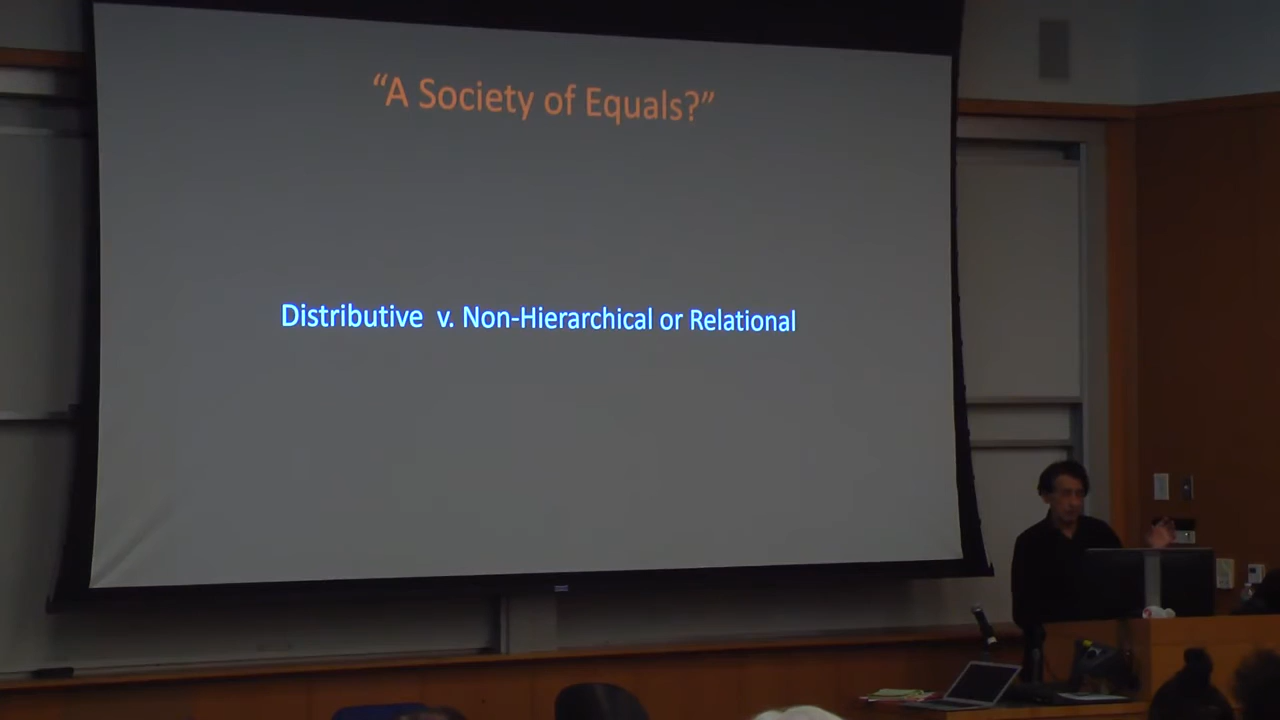 “A Society of Equals?”
Distributive v. Non-Hierarchical or Relational